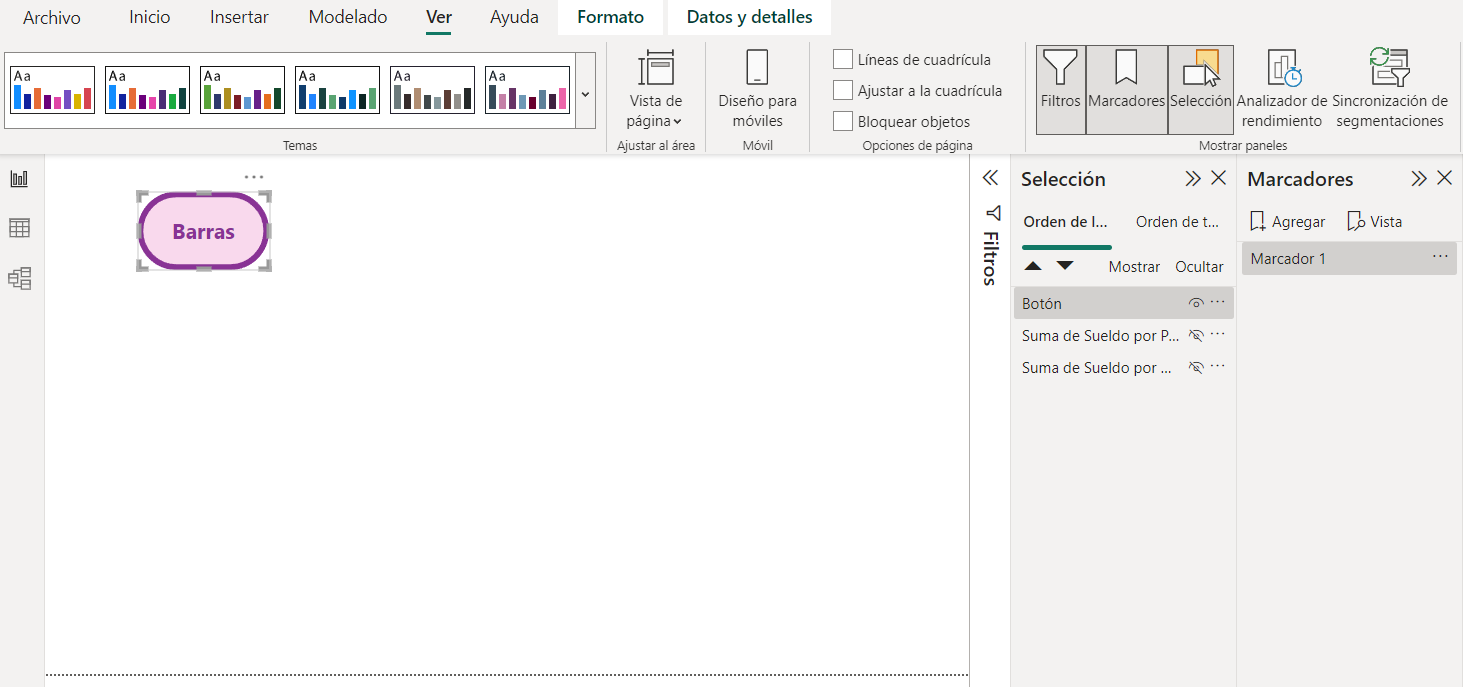 Archivo Inicio Insertar Modelado Ver Ayuda Formato Datos y detalles
Aa Aa Aa Aa Aa Aa
Temas
Vista de
página
Ajustar al área
Diseño para
móviles
Móvil
Líneas de cuadrícula
Ajustar a la cuadrícula
Bloquear objetos
Opciones de página
Filtros
Marcadores
Selección
Analizador de
rendimiento
Sincronización de
segmentaciones
Mostrar paneles
Barras
Filtros
Selección
Orden de l... Orden de t...
Mostrar Ocultar
Botón
Suma de Sueldo por P...
Suma de Sueldo por ...
Marcadores
Agregar Vista
Marcador 1